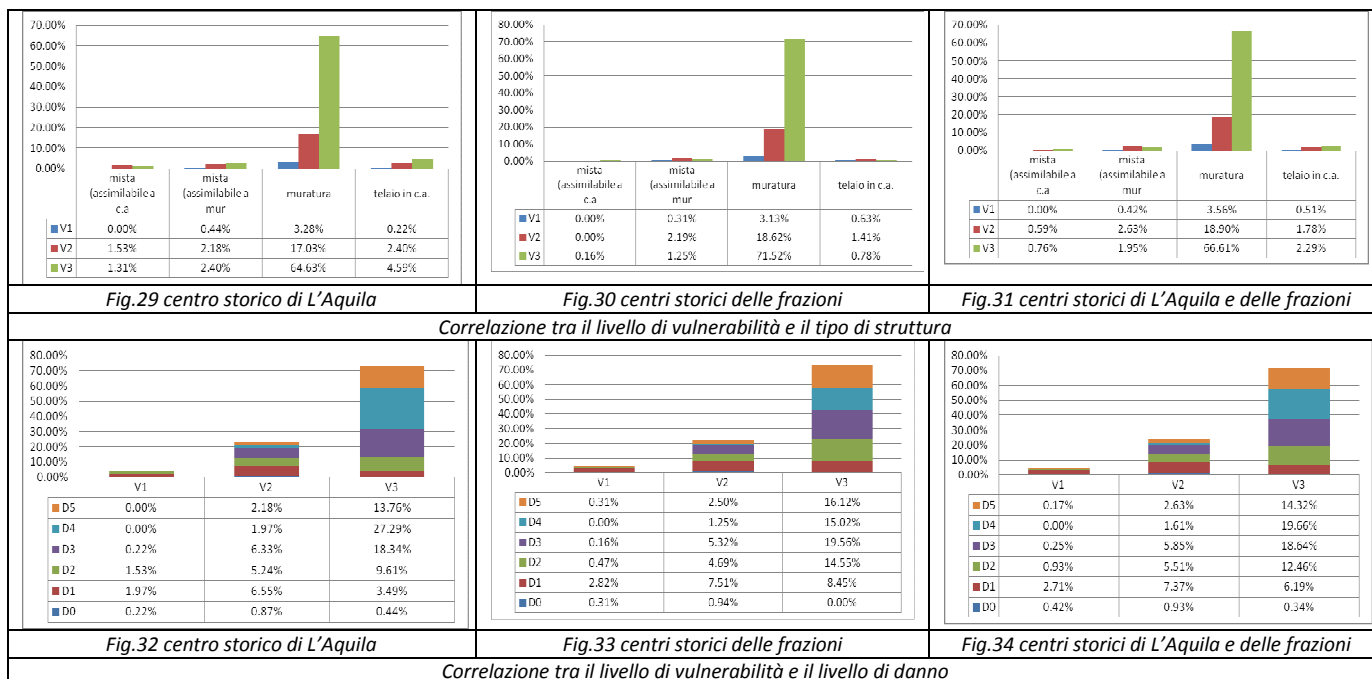 70.00%
60.00%
50.00%
40.00%
30.00%
20.00%
10.00%
0.00%
mista (assimilabile a c.a mista (assimilabile a mur muratura telaio in c.a.
V1 0.00% 0.44% 3.28% 0.22%
V2 1.53% 2.18% 17.03% 2.40%
V3 1.31% 2.40% 64.63% 4.59%
Fig.29 centro storico di L’Aquila
80.00%
70.00%
60.00%
50.00%
40.00%
30.00%
20.00%
10.00%
0.00%
mista (assimilabile a c.a mista (assimilabile a mur muratura telaio in c.a.
V1 0.00% 0.31% 3.13% 0.63%
V2 0.00% 2.19% 18.62% 1.41%
V3 0.16% 1.25% 71.52% 0.78%
Fig.30 centri storici delle frazioni
70.00%
60.00%
50.00%
40.00%
30.00%
20.00%
10.00%
0.00%
mista (assimilabile a c.a mista (assimilabile a mur muratura telaio in c.a.
V1 0.00% 0.42% 3.56% 0.51%
V2 0.59% 2.63% 18.90% 1.78%
V3 0.76% 1.95% 66.61% 2.29%
Fig.31 centri storici di L’Aquila e delle frazioni
Correlazione tra il livello di vulnerabilità e il tipo di struttura
80.00%
70.00%
60.00%
50.00%
40.00%
30.00%
20.00%
10.00%
0.00%
V1 V2 V3
D5 0.00% 2.18% 13.76%
D4 0.00% 1.97% 27.29%
D3 0.22% 6.33% 18.34%
D2 1.53% 5.24% 9.61%
D1 1.97% 6.55% 3.49%
D0 0.22% 0.87% 0.44%
Fig.32 centro storico di L’Aquila
80.00%
70.00%
60.00%
50.00%
40.00%
30.00%
20.00%
10.00%
0.00%
V1 V2 V3
D5 0.31% 2.50% 16.12%
D4 0.00% 1.25% 15.02%
D3 0.16% 5.32% 19.56%
D2 0.47% 4.69% 14.55%
D1 2.82% 7.51% 8.45%
D0 0.31% 0.94% 0.00%
Fig.33 centri storici delle frazioni
80.00%
70.00%
60.00%
50.00%
40.00%
30.00%
20.00%
10.00%
0.00%
V1 V2 V3
D5 0.17% 2.63% 14.32%
D4 0.00% 1.61% 19.66%
D3 0.25% 5.85% 18.64%
D2 0.93% 5.51% 12.46%
D1 2.71% 7.37% 6.19%
D0 0.42% 0.93% 0.34%
Fig.34 centri storici di L’Aquila e delle frazioni
Correlazione tra il livello di vulnerabilità e il livello di danno